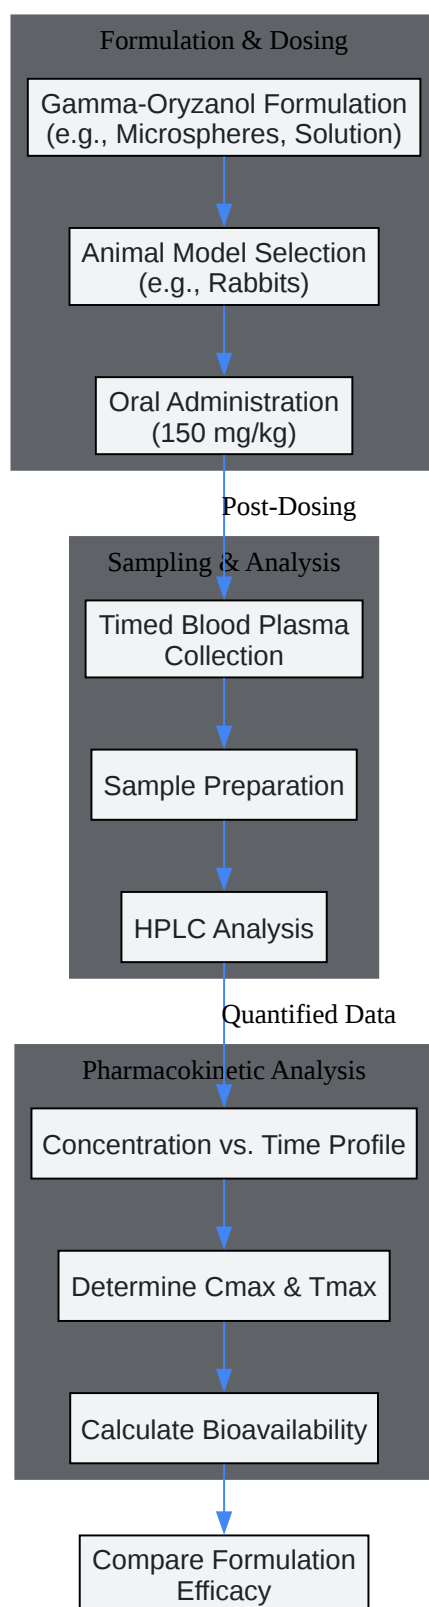 Formulation & Dosing
Gamma-Oryzanol Formulation
(e.g., Microspheres, Solution)
Animal Model Selection
(e.g., Rabbits)
Oral Administration
(150 mg/kg)
Post-Dosing
Sampling & Analysis
Timed Blood Plasma
Collection
Sample Preparation
HPLC Analysis
Quantified Data
Pharmacokinetic Analysis
Concentration vs. Time Profile
Determine Cmax & Tmax
Calculate Bioavailability
Compare Formulation
Efficacy